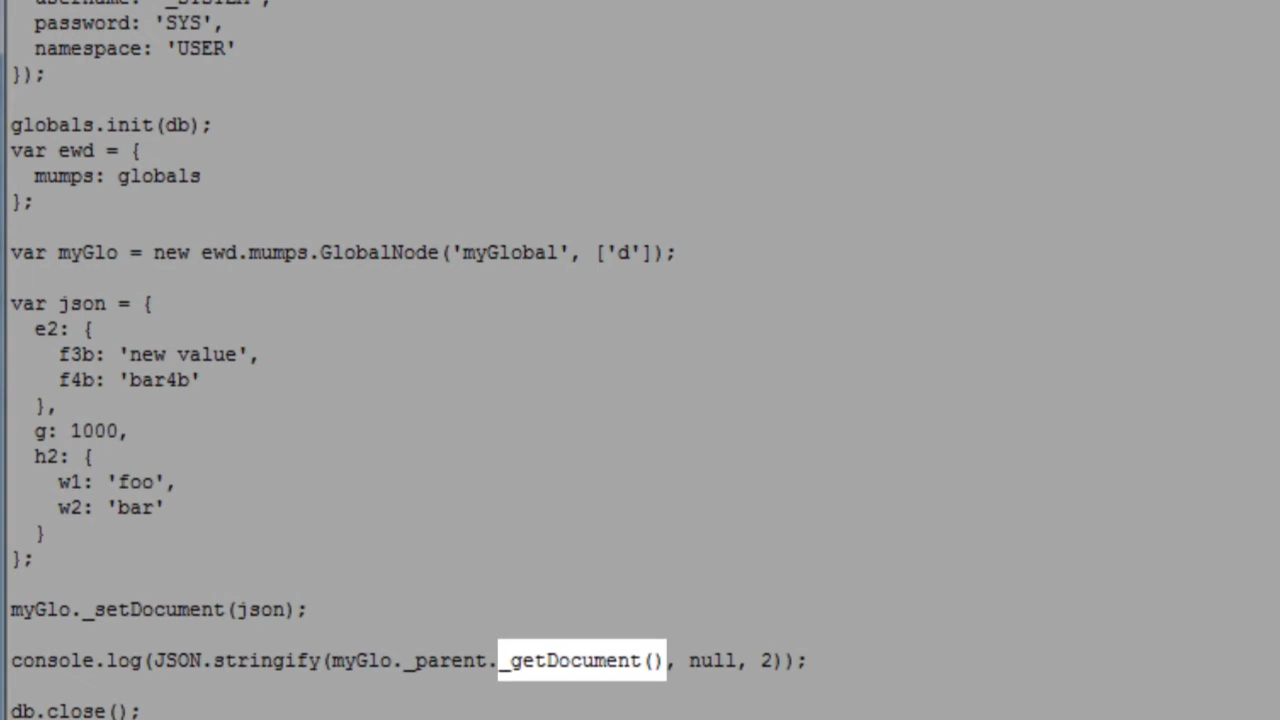 username: '_SYSTEM',
password: 'SYS',
namespace: 'USER'
});
globals.init(db);
var ewd = {
mumps: globals
};
var myGlo = new ewd.mumps.GlobalNode('myGlobal', ['d']);
var json = {
e2: {
f3b: 'new value',
f4b: 'bar4b'
},
g: 1000,
h2: {
w1: 'foo',
w2: 'bar'
}
};
myGlo._setDocument(json);
console.log(JSON.stringify(myGlo._parent._getDocument(), null, 2));
db.close();